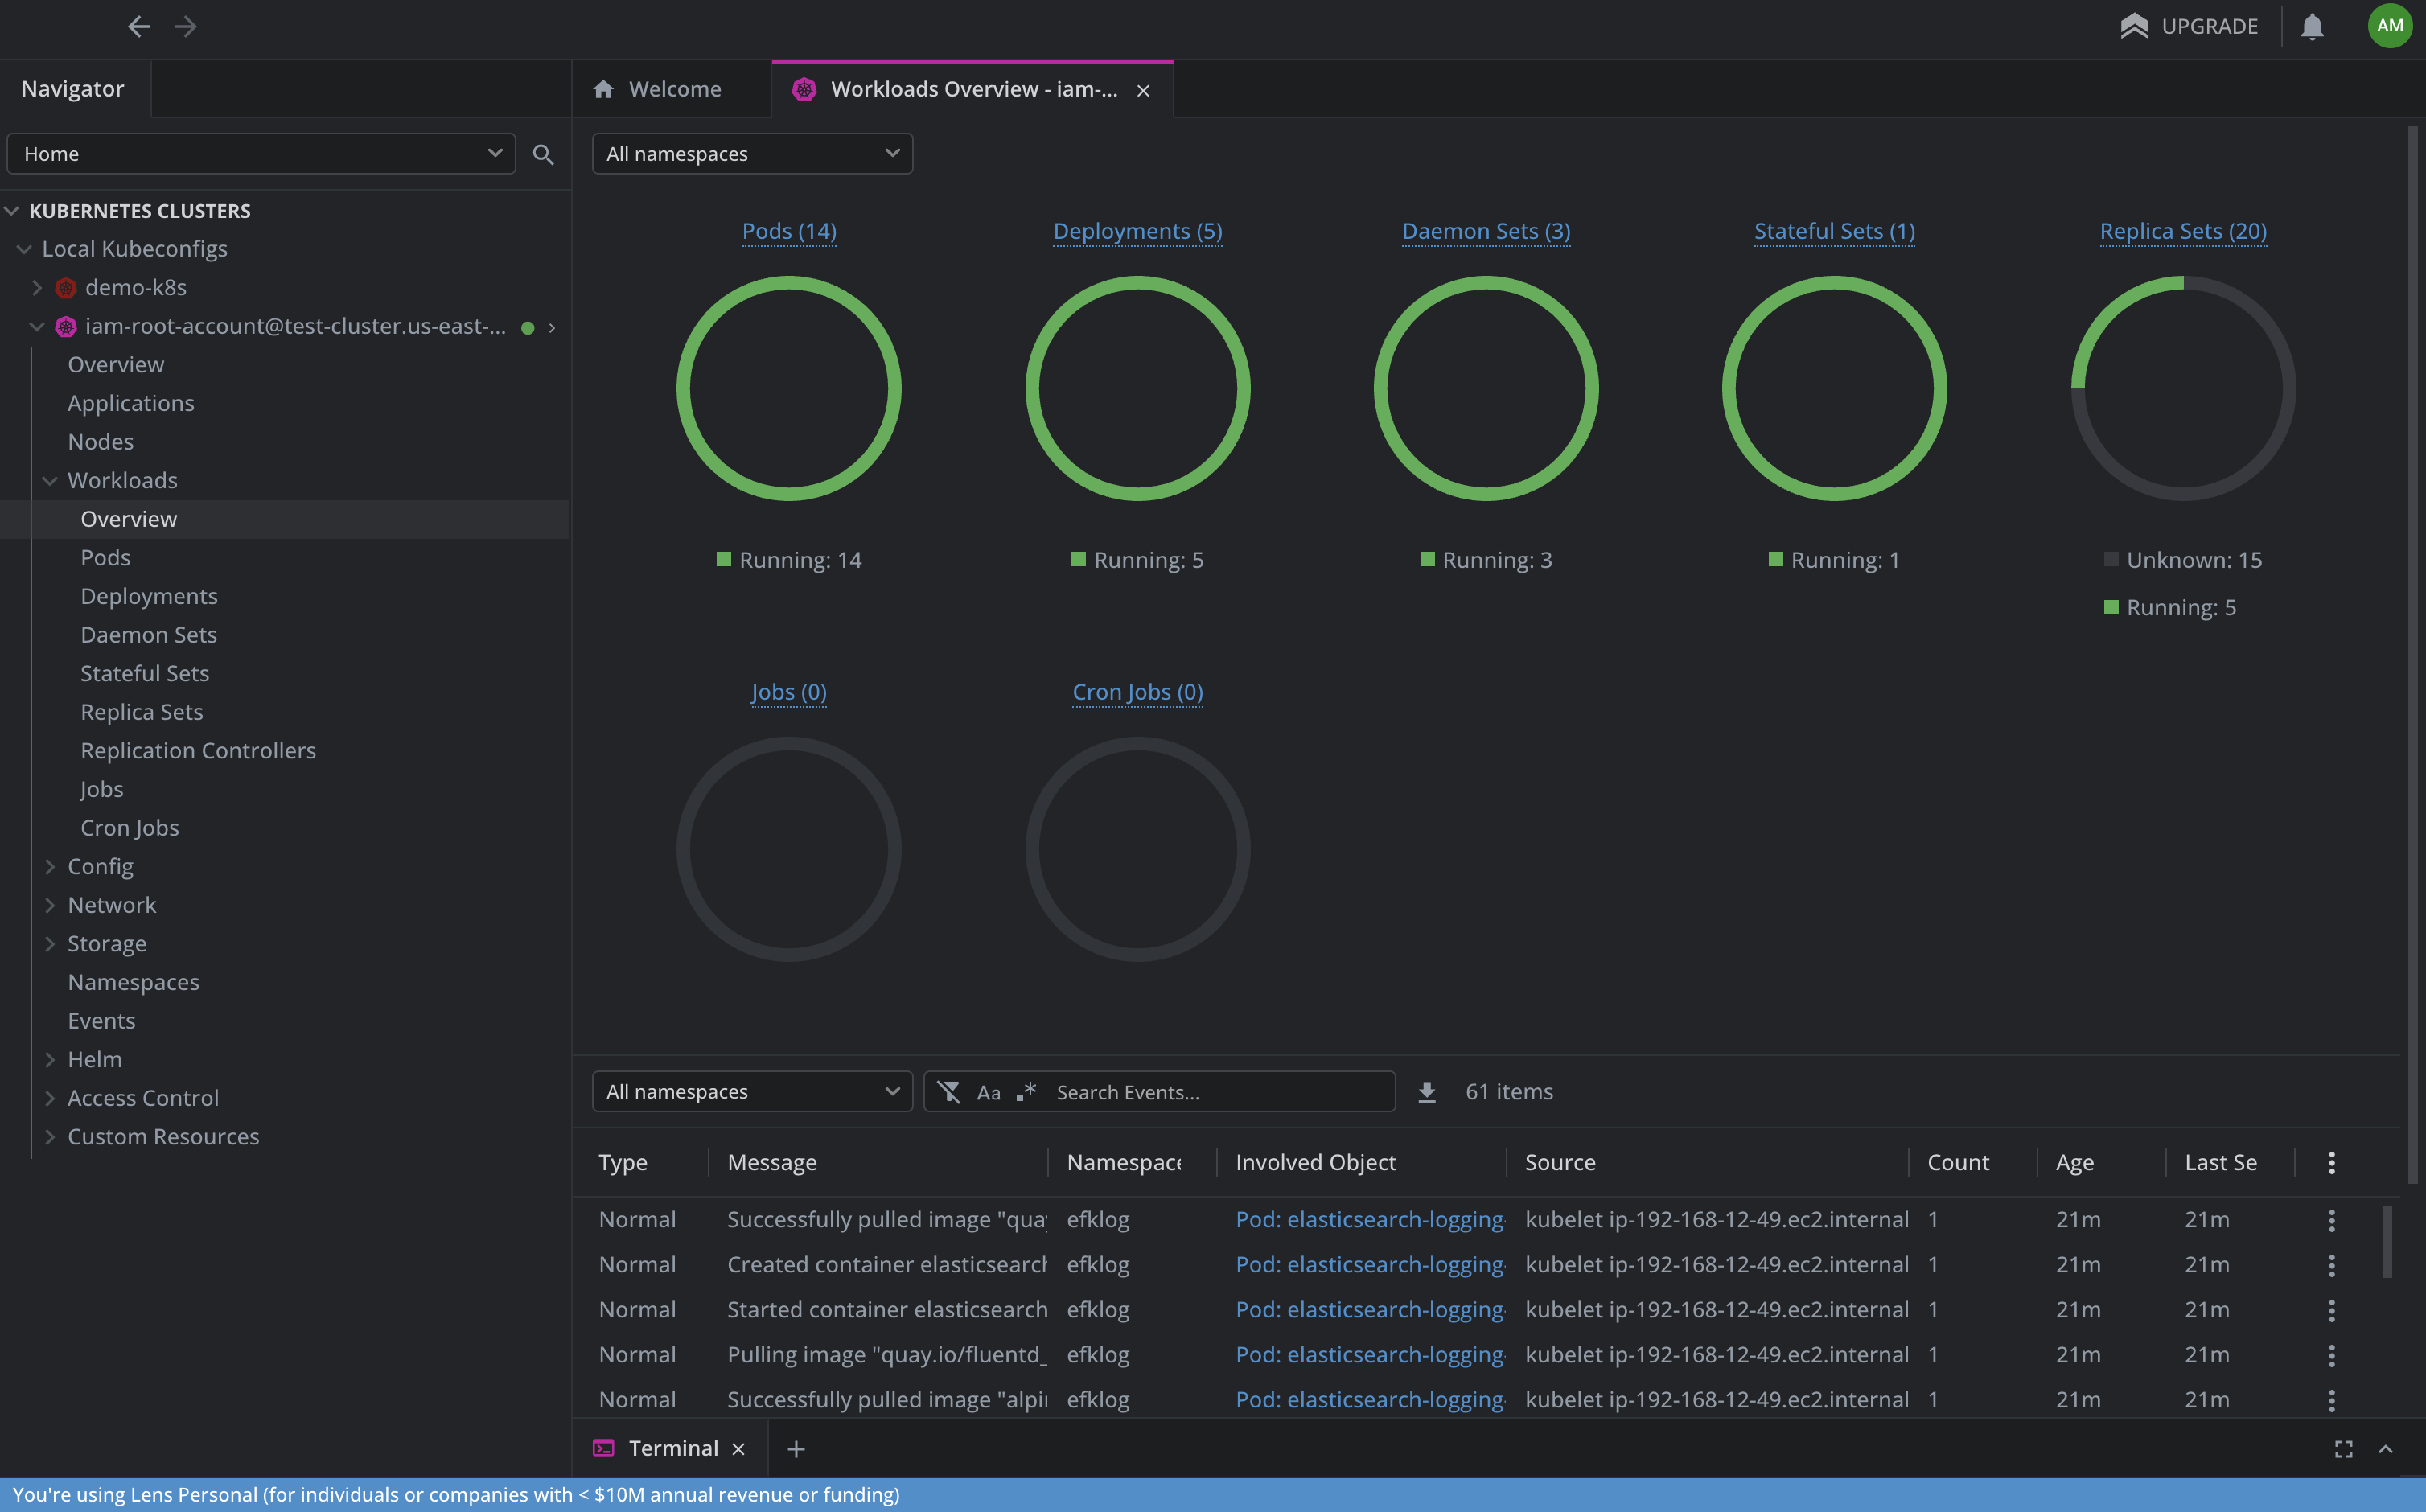 UPGRADE
AM
Navigator
Welcome
Workloads Overview - iam-...
Home
All namespaces
KUBERNETES CLUSTERS
Local Kubeconfigs
demo-k8s
iam-root-account@test-cluster.us-east-...
Overview
Applications
Nodes
Workloads
Overview
Pods
Deployments
Daemon Sets
Stateful Sets
Replica Sets
Replication Controllers
Jobs
Cron Jobs
Config
Network
Storage
Namespaces
Events
Helm
Access Control
Custom Resources
Pods (14)
Running: 14
Deployments (5)
Running: 5
Daemon Sets (3)
Running: 3
Stateful Sets (1)
Running: 1
Replica Sets (20)
Unknown: 15
Running: 5
Jobs (0)
Cron Jobs (0)
All namespaces
Aa .* Search Events...
61 items
Type Message Namespace Involved Object Source Count Age Last Se
Normal Successfully pulled image "qua efklog Pod: elasticsearch-logging- kubelet ip-192-168-12-49.ec2.internal 1 21m 21m
Normal Created container elasticsearch efklog Pod: elasticsearch-logging- kubelet ip-192-168-12-49.ec2.internal 1 21m 21m
Normal Started container elasticsearch efklog Pod: elasticsearch-logging- kubelet ip-192-168-12-49.ec2.internal 1 21m 21m
Normal Pulling image "quay.io/fluentd_ efklog Pod: elasticsearch-logging- kubelet ip-192-168-12-49.ec2.internal 1 21m 21m
Normal Successfully pulled image "alpi efklog Pod: elasticsearch-logging- kubelet ip-192-168-12-49.ec2.internal 1 21m 21m
Terminal
You're using Lens Personal (for individuals or companies with < $10M annual revenue or funding)